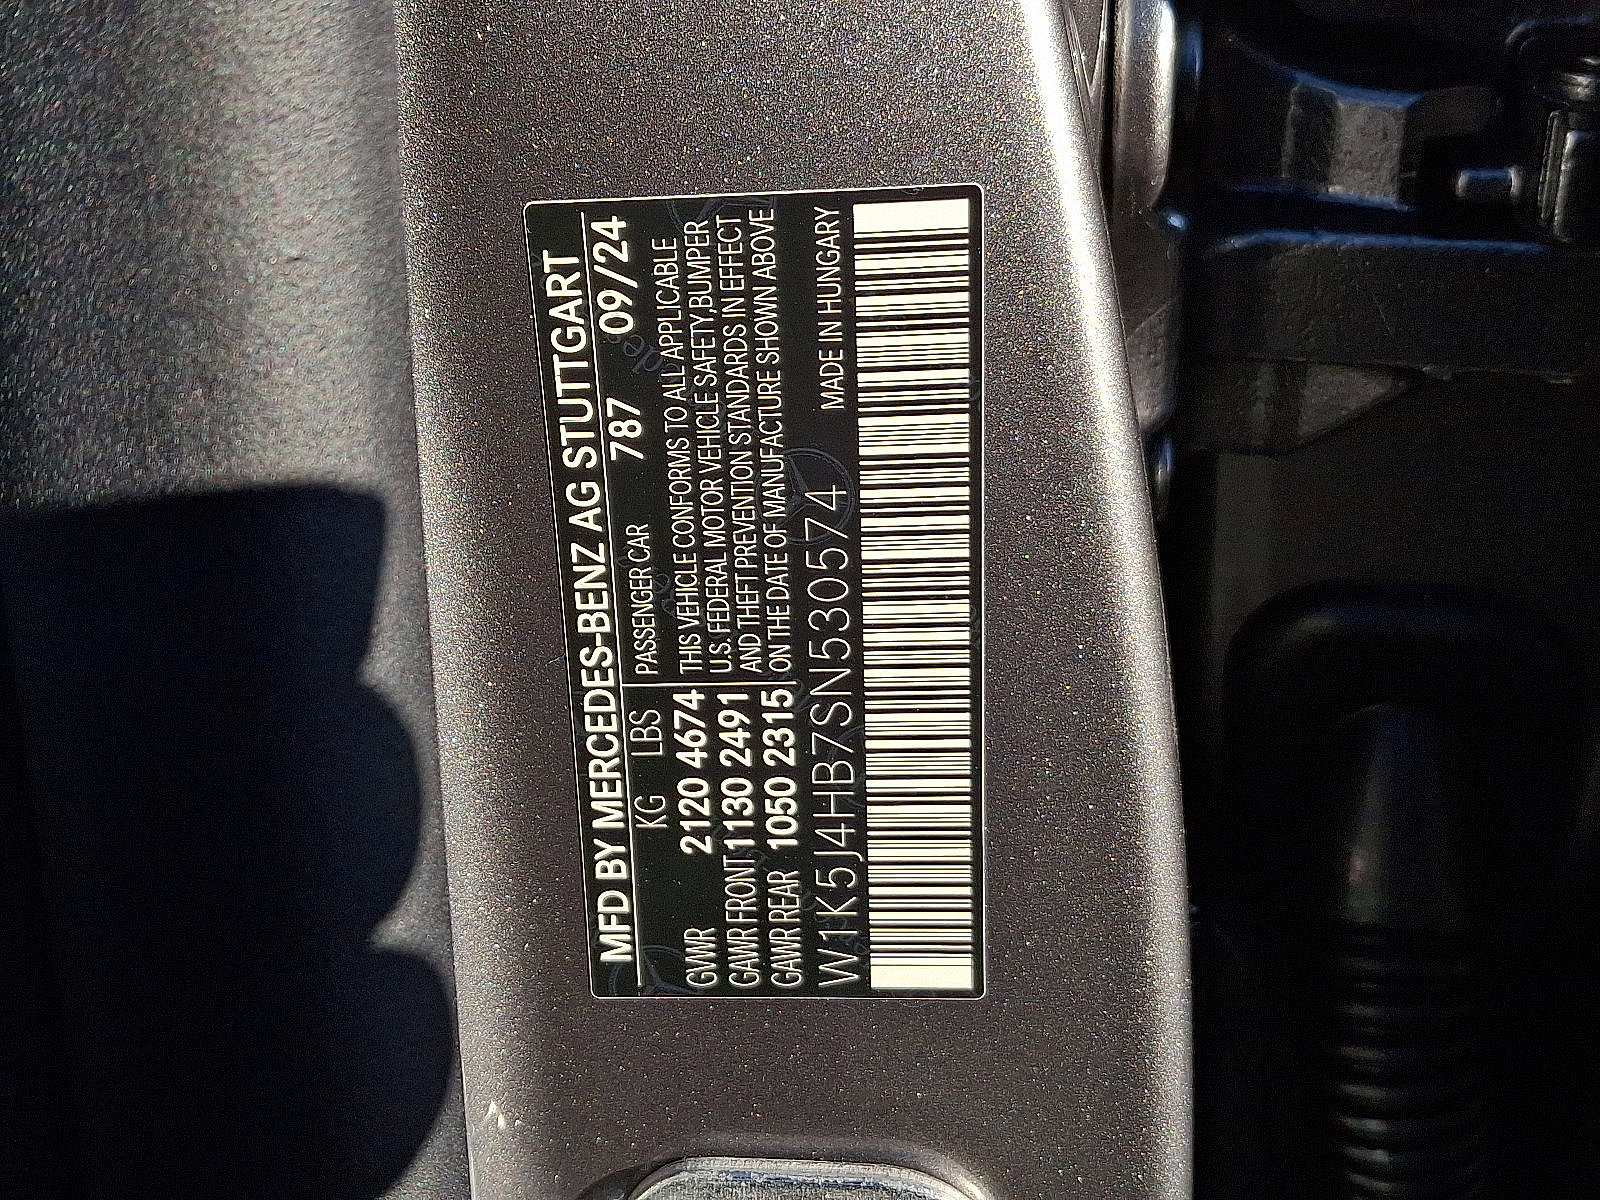 MFD BY MERCEDES-BENZ AG STUTTGART
KG LBS PASSENGER CAR 787 09/24
GVWR 2120 4674 THIS VEHICLE CONFORMS TO ALL APPLICABLE
GAWR FRONT 1130 2491 U.S. FEDERAL MOTOR VEHICLE SAFETY, BUMPER
AND THEFT PREVENTION STANDARDS IN EFFECT
GAWR REAR 1050 2315 ON THE DATE OF MANUFACTURE SHOWN ABOVE
W1K5J4HB7SN530574 MADE IN HUNGARY